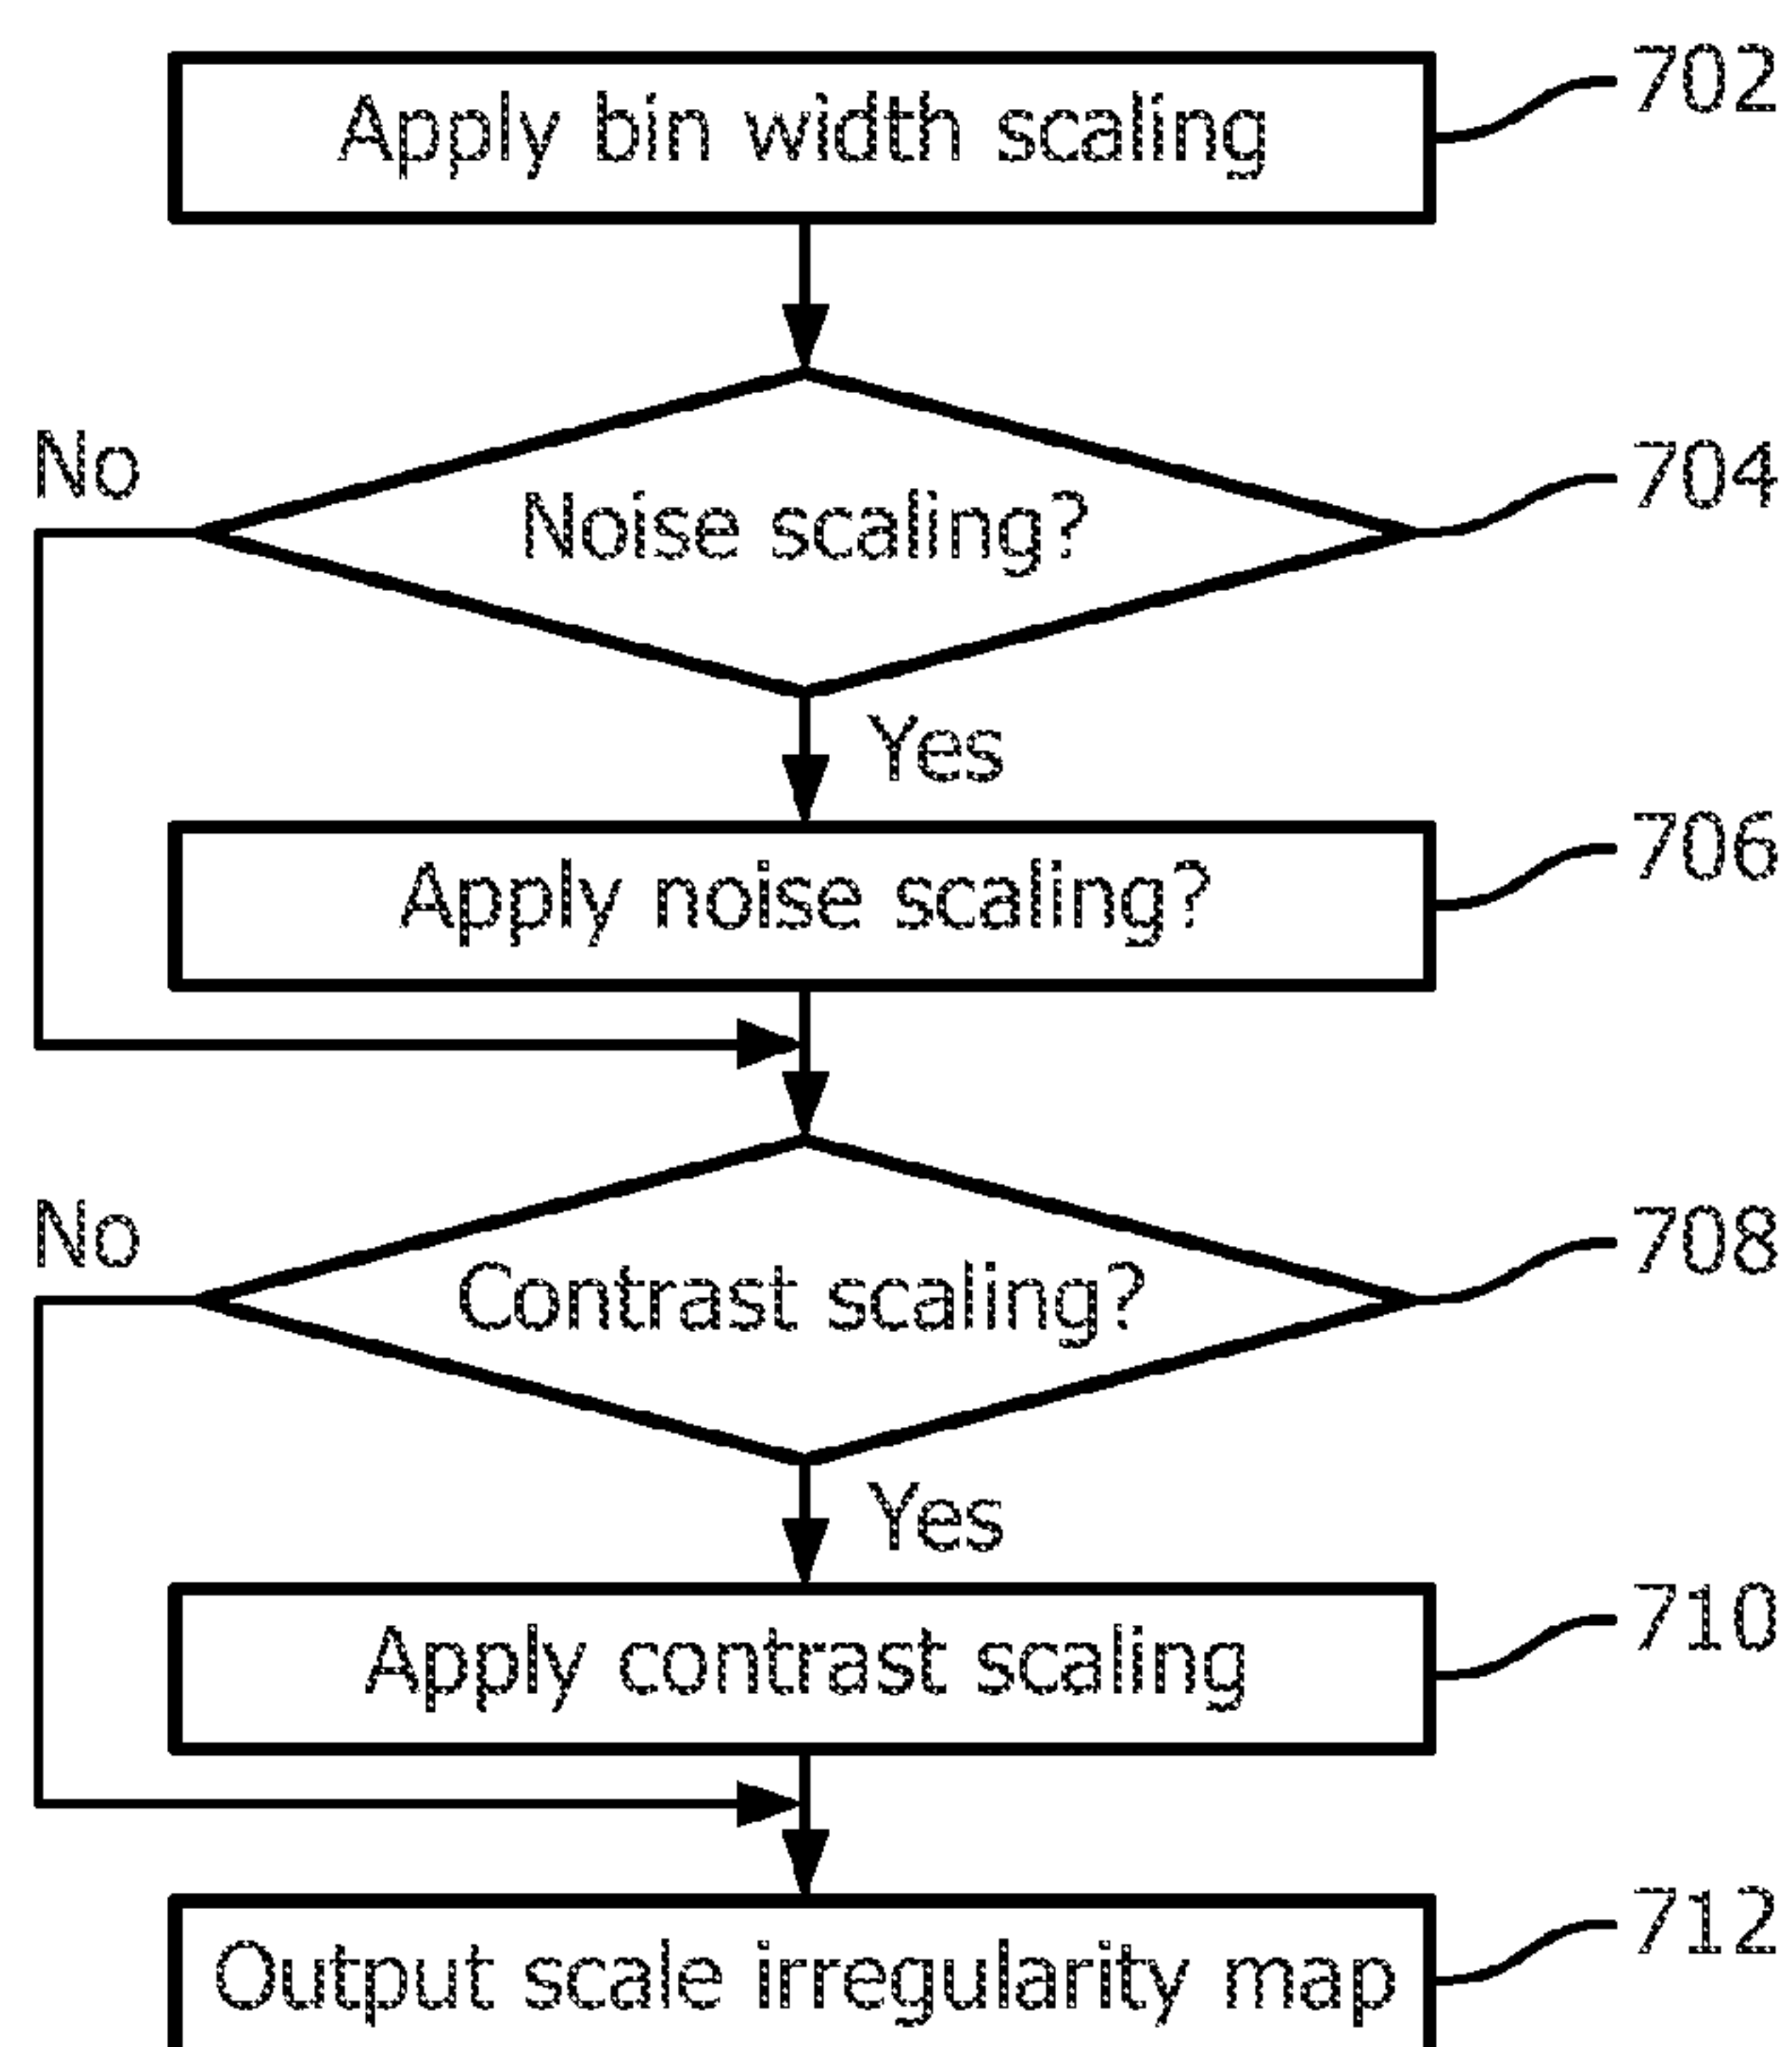 Apply bin width scaling
702
No
Noise scaling?
704
Yes
Apply noise scaling?
706
No
Contrast scaling?
708
Yes
Apply contrast scaling
710
Output scale irregularity map
712